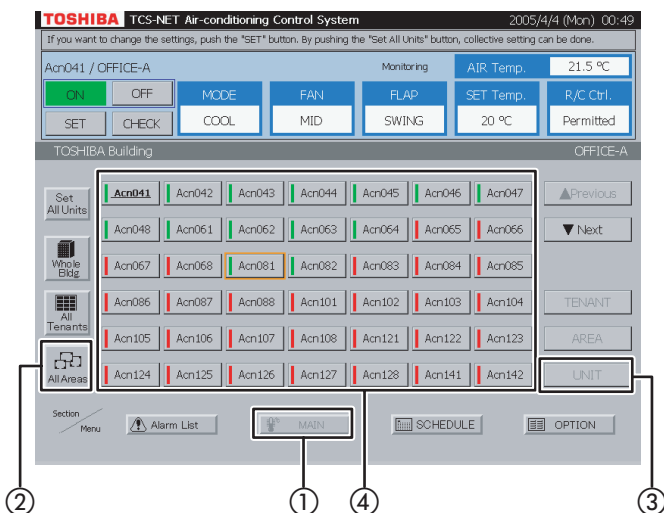 TOSHIBA TCS-NET Air-conditioning Control System 2005/4/4 (Mon) 00:49
If you want to change the settings, push the "SET" button. By pushing the "Set All Units" button, collective setting can be done.
Acn041 / OFFICE-A Monitoring AIR Temp. 21.5 ºC
ON OFF MODE FAN FLAP SET Temp. R/C Ctrl.
SET CHECK COOL MID SWING 20 ºC Permitted
TOSHIBA Building OFFICE-A
Set All Units
Acn041 Acn042 Acn043 Acn044 Acn045 Acn046 Acn047 ▲Previous
Acn048 Acn061 Acn062 Acn063 Acn064 Acn065 Acn066 ▼ Next
Whole Bldg.
Acn067 Acn068 Acn081 Acn082 Acn083 Acn084 Acn085
All Tenants
Acn086 Acn087 Acn088 Acn101 Acn102 Acn103 Acn104 TENANT
Acn105 Acn106 Acn107 Acn108 Acn121 Acn122 Acn123 AREA
All Areas
Acn124 Acn125 Acn126 Acn127 Acn128 Acn141 Acn142 UNIT
Section / Menu Alarm List MAIN SCHEDULE OPTION
② ① ④ ③